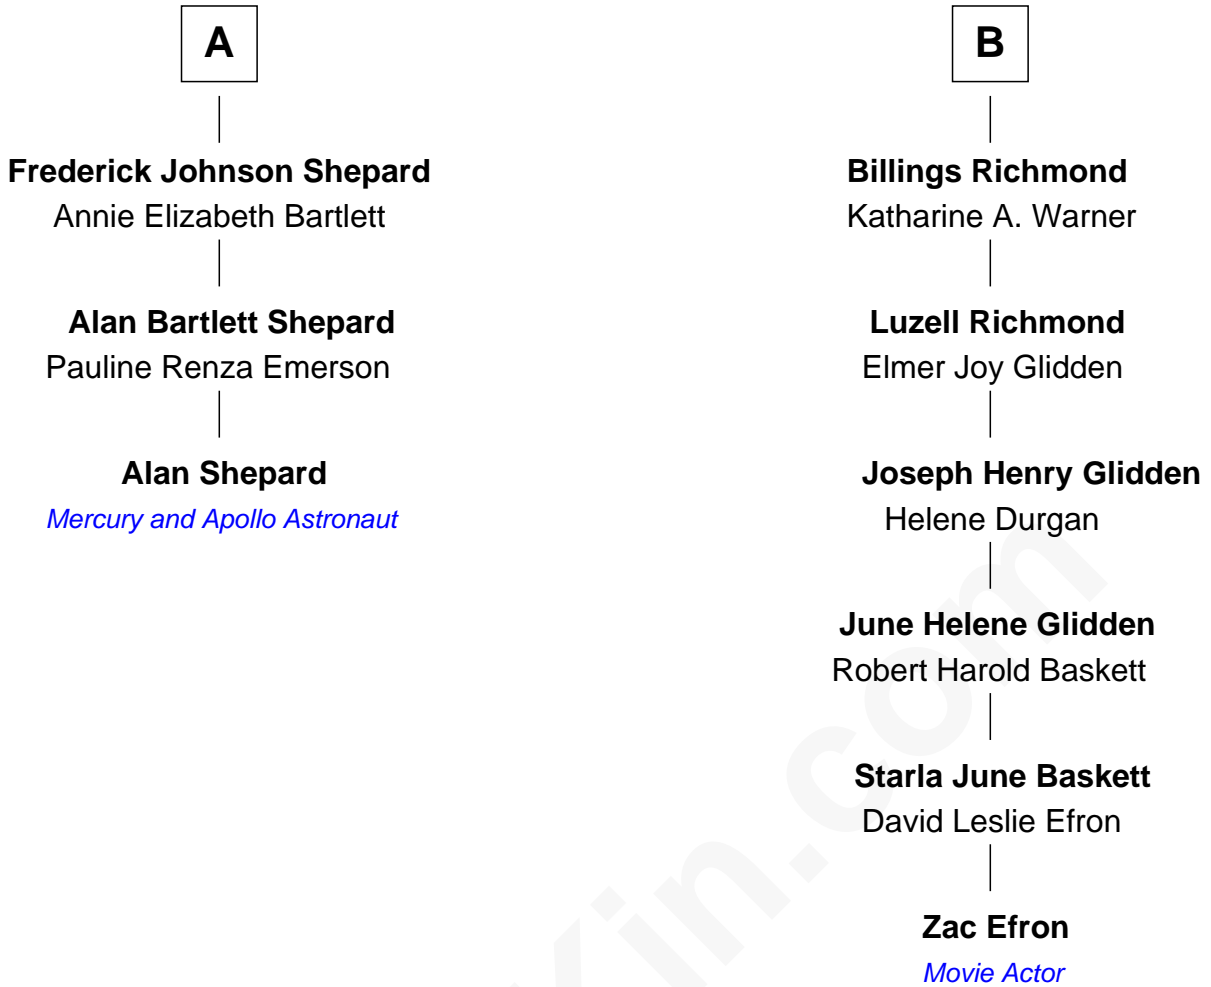 A
Frederick Johnson Shepard
Annie Elizabeth Bartlett
Alan Bartlett Shepard
Pauline Renza Emerson
Alan Shepard
Mercury and Apollo Astronaut
B
Billings Richmond
Katharine A. Warner
Luzell Richmond
Elmer Joy Glidden
Joseph Henry Glidden
Helene Durgan
June Helene Glidden
Robert Harold Baskett
Starla June Baskett
David Leslie Efron
Zac Efron
Movie Actor
Kin.com